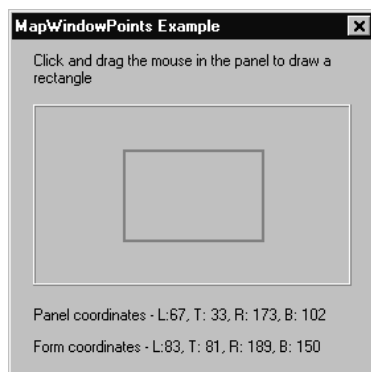 MapWindowPoints Example
Click and drag the mouse in the panel to draw a
rectangle
Panel coordinates - L:67, T: 33, R: 173, B: 102
Form coordinates - L:83, T: 81, R: 189, B: 150